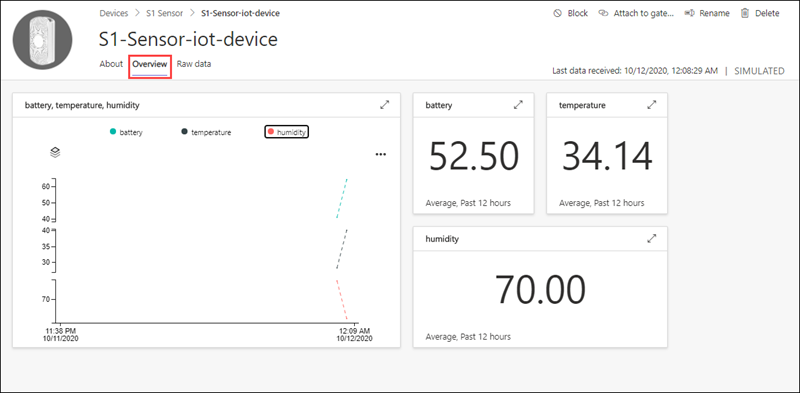 Devices > S1 Sensor > S1-Sensor-iot-device
Block Attach to gate... Rename Delete
S1-Sensor-iot-device
About Overview Raw data
Last data received: 10/12/2020, 12:08:29 AM | SIMULATED
battery, temperature, humidity
battery temperature humidity
60
50
40
40
35
30
70
11:38 PM
10/11/2020
12:09 AM
10/12/2020
battery
52.50
Average, Past 12 hours
temperature
34.14
Average, Past 12 hours
humidity
70.00
Average, Past 12 hours